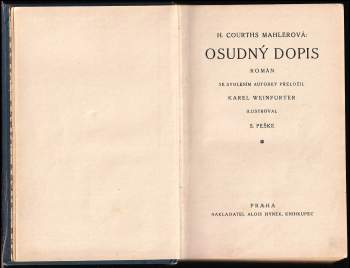 H. COURTHS MAHLEROVÁ:
OSUDNÝ DOPIS
ROMÁN
SE SVOLENÍM AUTORKY PŘELOŽIL
KAREL WEINFURTER
ILUSTROVAL
S. PEŠKE
PRAHA
NAKLADATEL ALOIS HYNEK, KNIHKUPEC